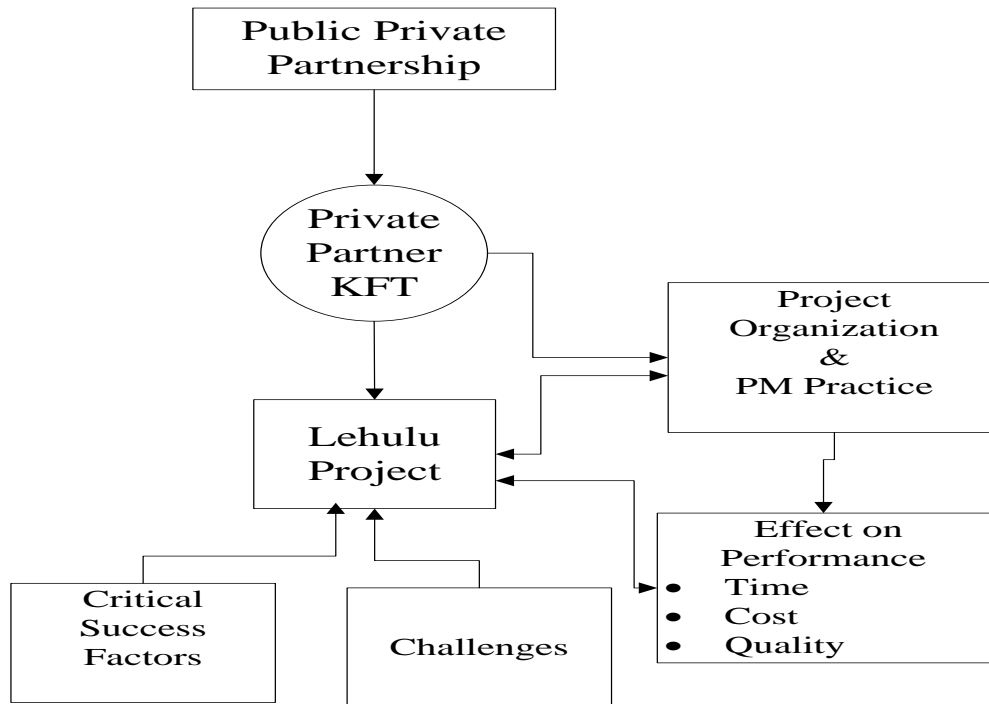 Public Private
Partnership
Private
Partner
KFT
Project
Organization
&
PM Practice
Lehulu
Project
Effect on
Performance
• Time
• Cost
• Quality
Critical
Success
Factors
Challenges